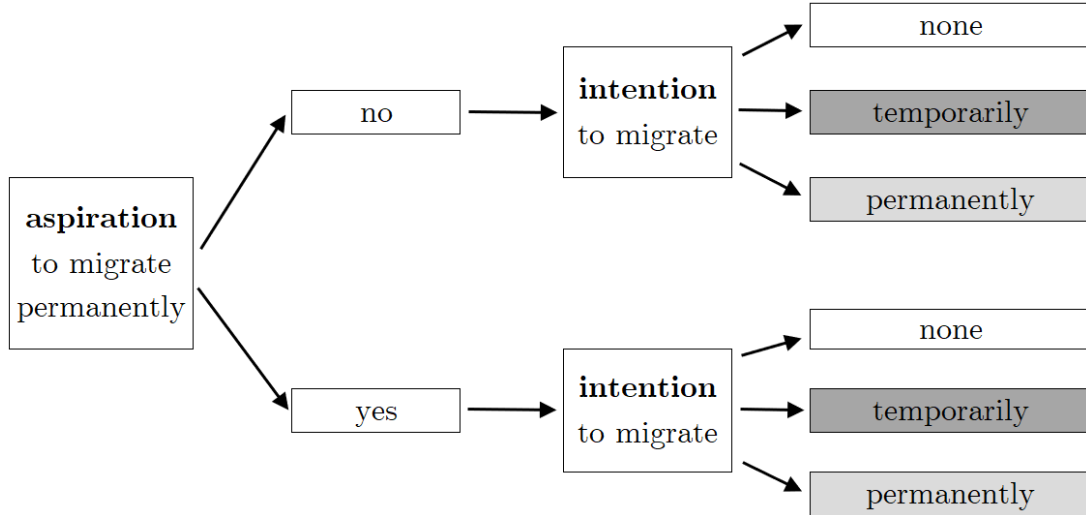 none
intention
to migrate
no
temporarily
permanently
aspiration
to migrate
permanently
none
intention
to migrate
yes
temporarily
permanently